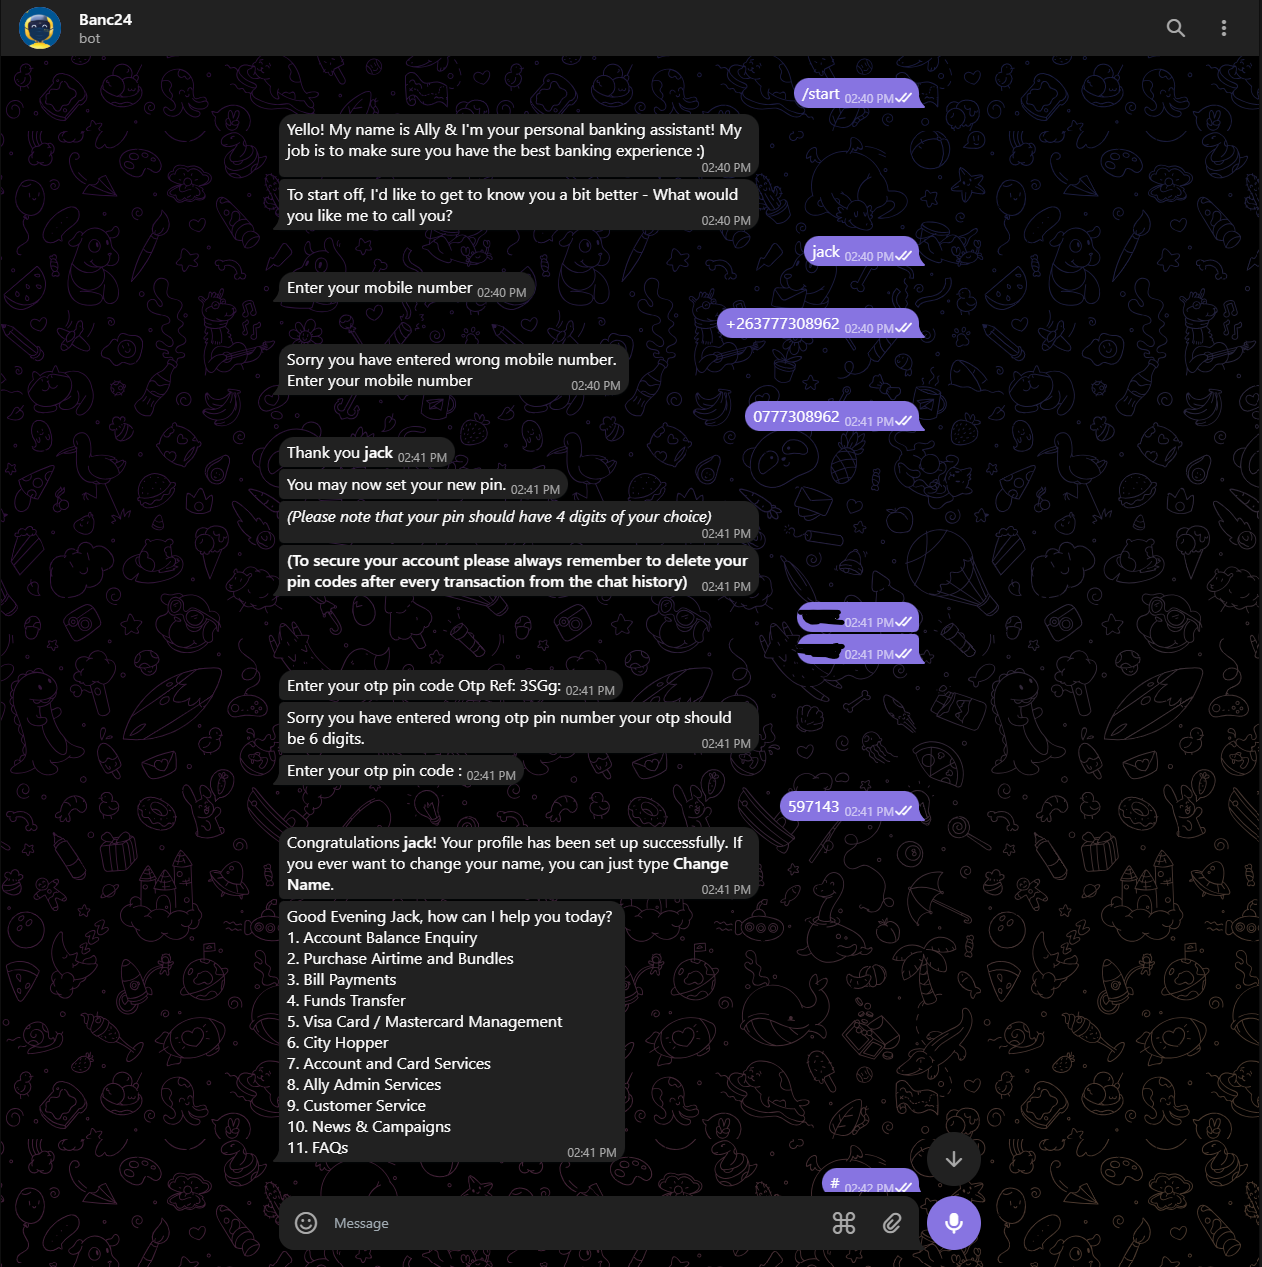 Banc24
bot
/start 02:40 PM
Yello! My name is Ally & I'm your personal banking assistant! My
job is to make sure you have the best banking experience :)
02:40 PM
To start off, I'd like to get to know you a bit better - What would
you like me to call you? 02:40 PM
jack 02:40 PM
Enter your mobile number 02:40 PM
+263777308962 02:40 PM
Sorry you have entered wrong mobile number.
Enter your mobile number 02:40 PM
0777308962 02:41 PM
Thank you jack 02:41 PM
You may now set your new pin. 02:41 PM
(Please note that your pin should have 4 digits of your choice)
02:41 PM
(To secure your account please always remember to delete your
pin codes after every transaction from the chat history) 02:41 PM
02:41 PM
02:41 PM
Enter your otp pin code Otp Ref: 3SGg: 02:41 PM
Sorry you have entered wrong otp pin number your otp should
be 6 digits. 02:41 PM
Enter your otp pin code : 02:41 PM
597143 02:41 PM
Congratulations jack! Your profile has been set up successfully. If
you ever want to change your name, you can just type Change
Name. 02:41 PM
Good Evening Jack, how can I help you today?
1. Account Balance Enquiry
2. Purchase Airtime and Bundles
3. Bill Payments
4. Funds Transfer
5. Visa Card / Mastercard Management
6. City Hopper
7. Account and Card Services
8. Ally Admin Services
9. Customer Service
10. News & Campaigns
11. FAQs 02:41 PM
# 02:42 PM
Message